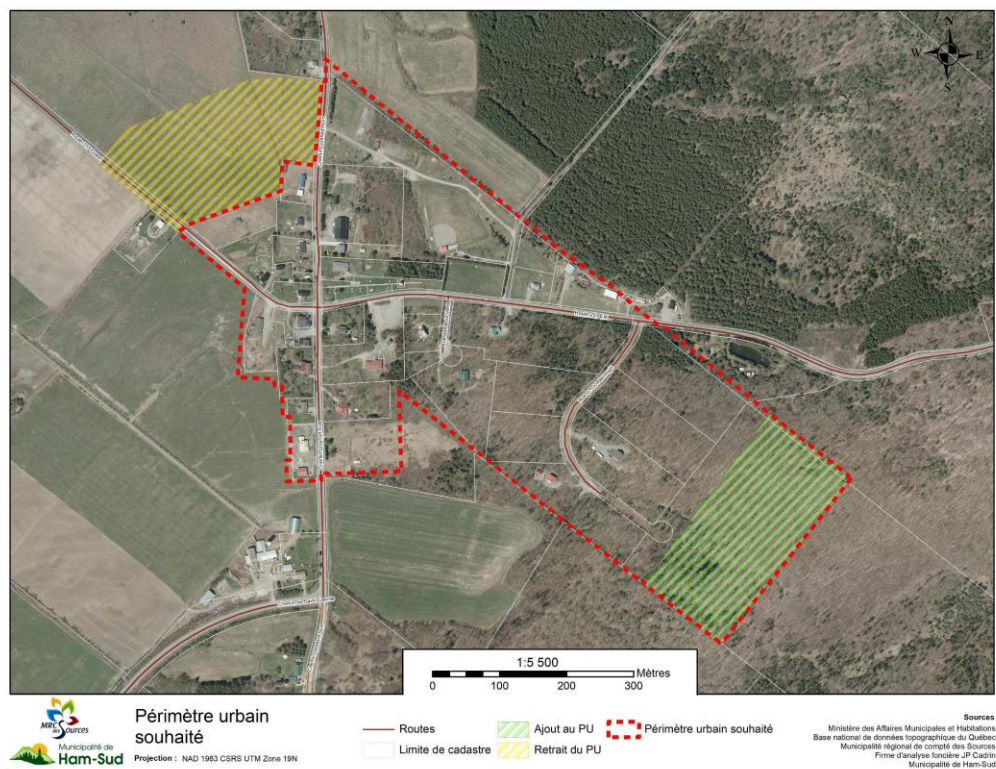 N
W E
S
1:5 500
Mètres
0 100 200 300
MRC des Sources
Municipalité de
Ham-Sud
Périmètre urbain
souhaité
Projection : NAD 1983 CSRS UTM Zone 19N
Routes
Limite de cadastre
Ajout au PU
Retrait du PU
Périmètre urbain souhaité
Sources
Ministère des Affaires Municipales et Habitations
Base national de données topographique du Québec
Municipalité régional de compté des Sources
Firme d'analyse foncière JP Cadrin
Municipalité de Ham-Sud